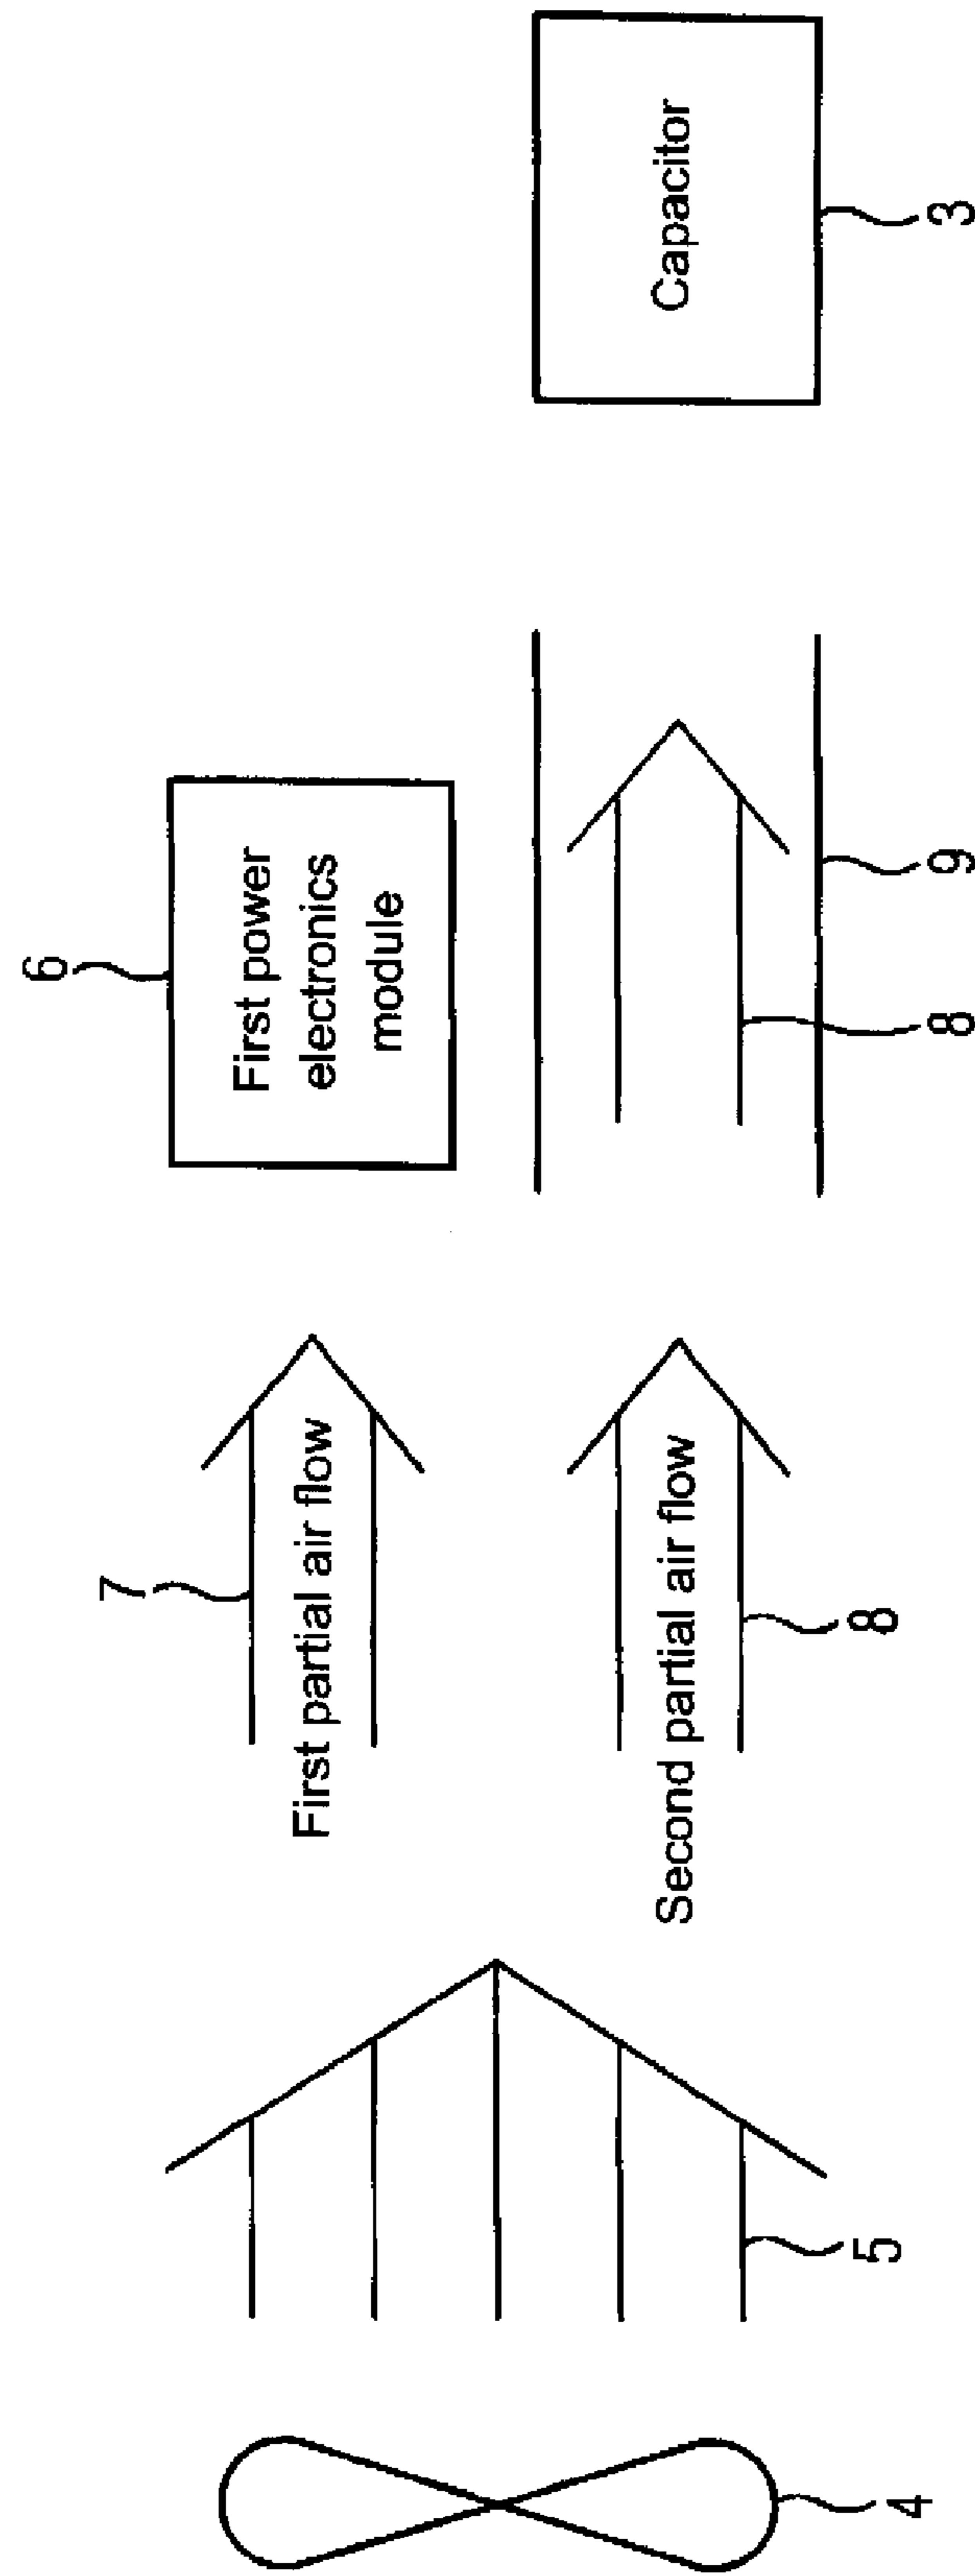 6
First power
electronics
module
Capacitor
3
7
First partial air flow
Second partial air flow
8
8
9
5
4